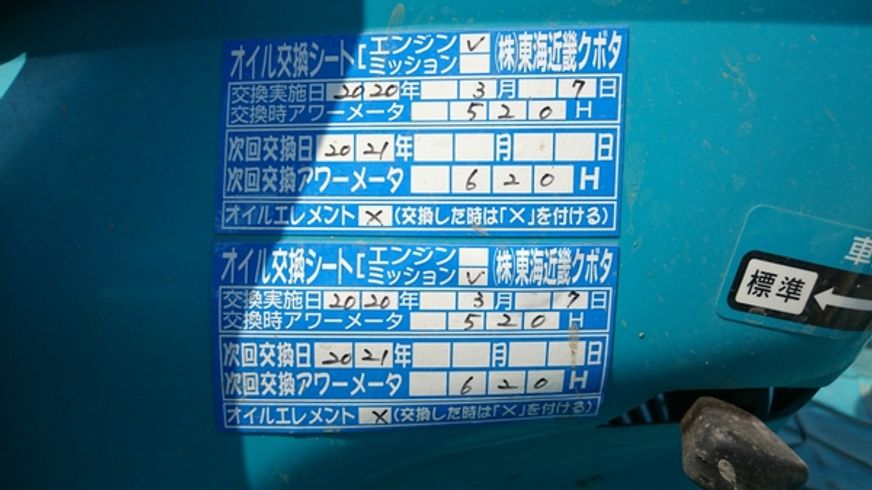 オイル交換シート[エンジン ✓ ㈱東海近畿クボタ
ミッション
交換実施日 2020年 3月 7日
交換時アワーメータ 520 H
次回交換日 2021年 月 日
次回交換アワーメータ 620 H
オイルエレメント × (交換した時は「×」を付ける)
オイル交換シート[エンジン ㈱東海近畿クボタ
ミッション ✓
交換実施日 2020年 3月 7日
交換時アワーメータ 520 H
次回交換日 2021年 月 日
次回交換アワーメータ 620 H
オイルエレメント × (交換した時は「×」を付ける)
車
標準